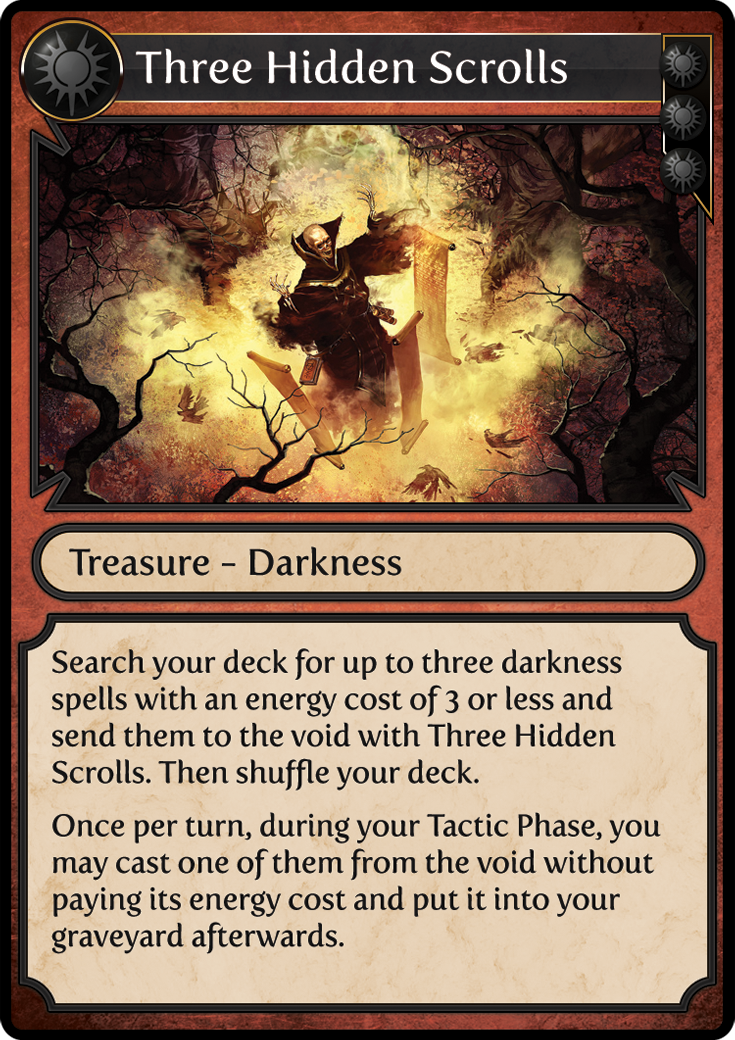 Three Hidden Scrolls
Treasure – Darkness
Search your deck for up to three darkness
spells with an energy cost of 3 or less and
send them to the void with Three Hidden
Scrolls. Then shuffle your deck.
Once per turn, during your Tactic Phase, you
may cast one of them from the void without
paying its energy cost and put it into your
graveyard afterwards.